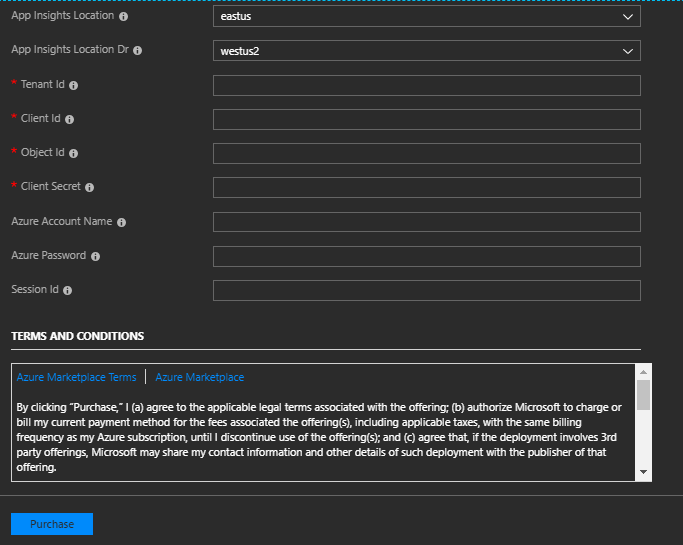 App Insights Location
eastus
App Insights Location Dr
westus2
* Tenant Id
* Client Id
* Object Id
* Client Secret
Azure Account Name
Azure Password
Session Id
TERMS AND CONDITIONS
Azure Marketplace Terms | Azure Marketplace
By clicking "Purchase," I (a) agree to the applicable legal terms associated with the offering; (b) authorize Microsoft to charge or
bill my current payment method for the fees associated the offering(s), including applicable taxes, with the same billing
frequency as my Azure subscription, until I discontinue use of the offering(s); and (c) agree that, if the deployment involves 3rd
party offerings, Microsoft may share my contact information and other details of such deployment with the publisher of that
offering.
Purchase